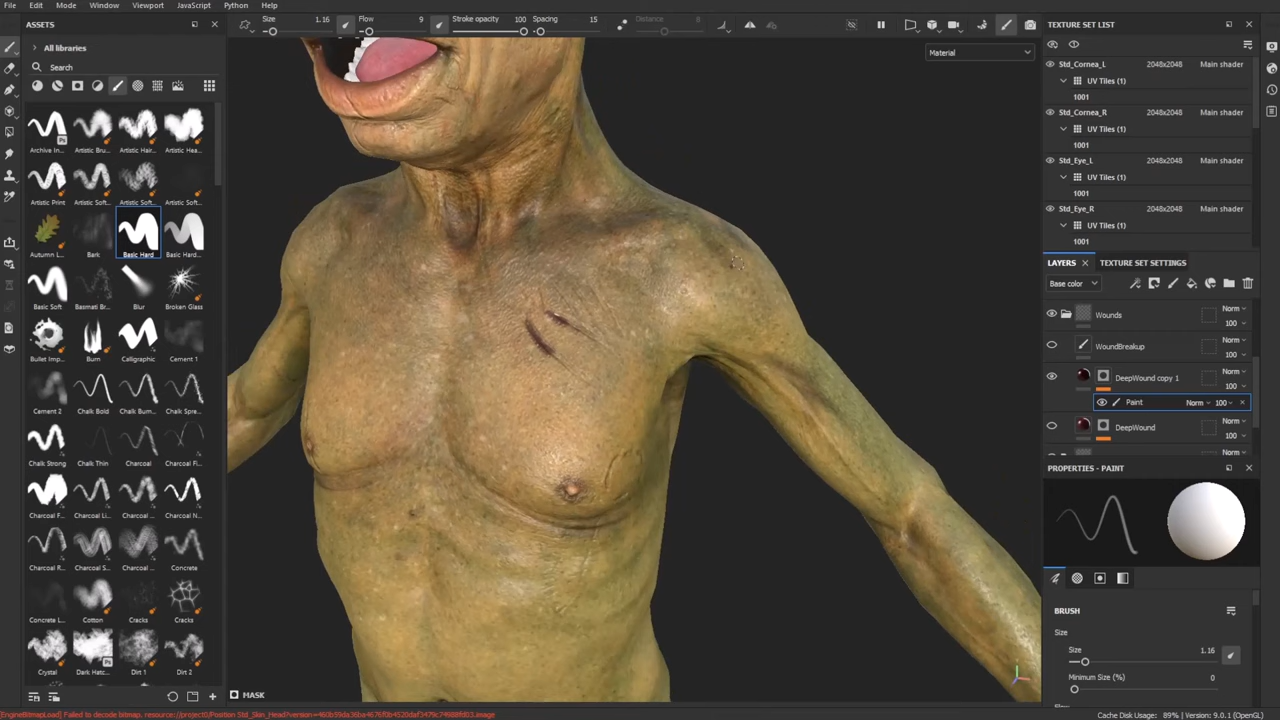 File Edit Mode Window Viewport JavaScript Python Help
ASSETS
Size 1.16 Flow 9 Stroke opacity 100 Spacing 15 Distance 8
All libraries
Search
Material
Archive In... Artistic Bru... Artistic Hair... Artistic Hea...
Artistic Print Artistic Soft... Artistic Soft... Artistic Soft...
Autumn L... Bark Basic Hard Basic Hard...
Basic Soft Basmati Br... Blur Broken Glass
Bullet Imp... Burn Calligraphic Cement 1
Cement 2 Chalk Bold Chalk Bum... Chalk Spre...
Chalk Strong Chalk Thin Charcoal Charcoal Fi...
Charcoal F... Charcoal Li... Charcoal ... Charcoal N...
Charcoal R... Charcoal S... Charcoal ... Concrete
Concrete L... Cotton Cracks Cracks
Crystal Dark Hatc... Dirt 1 Dirt 2
MASK
TEXTURE SET LIST
Std_Cornea_L 2048x2048 Main shader
UV Tiles (1)
1001
Std_Cornea_R 2048x2048 Main shader
UV Tiles (1)
1001
Std_Eye_L 2048x2048 Main shader
UV Tiles (1)
1001
Std_Eye_R 2048x2048 Main shader
UV Tiles (1)
1001
LAYERS TEXTURE SET SETTINGS
Base color
Wounds Norm 100
WoundBreakup Norm 100
DeepWound copy 1 Norm 100
Paint Norm 100
DeepWound Norm 100
PROPERTIES - PAINT
BRUSH
Size
Size 1.16
Minimum Size (%) 0
Cache Disk Usage: 89% | Version: 9.0.1 (OpenGL)